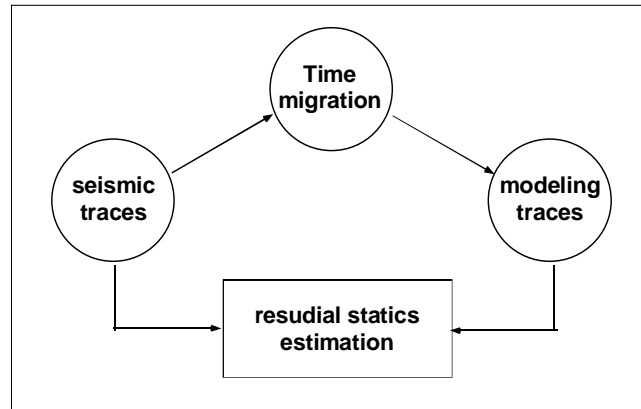 Time
migration
seismic
traces
modeling
traces
resudial statics
estimation